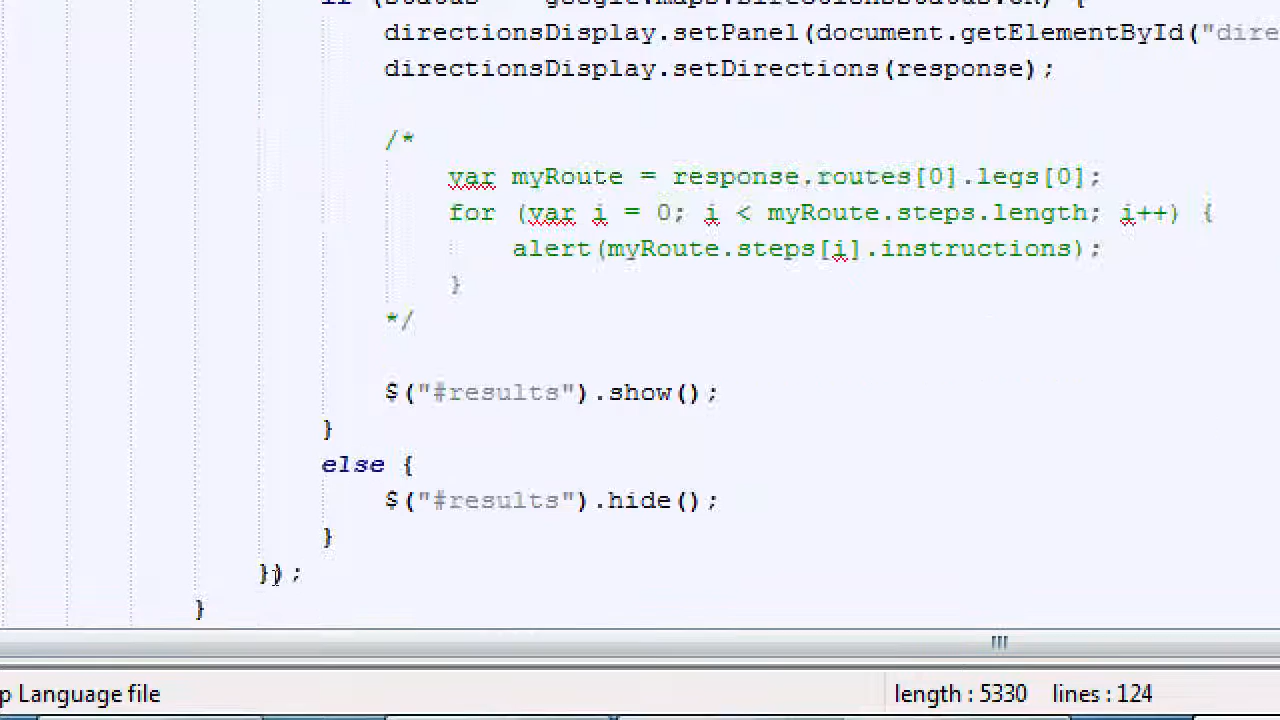 directionsDisplay.setPanel(document.getElementById("dire
directionsDisplay.setDirections(response);
/*
var myRoute = response.routes[0].legs[0];
for (var i = 0; i < myRoute.steps.length; i++) {
alert(myRoute.steps[i].instructions);
}
*/
$("#results").show();
}
else {
$("#results").hide();
}
});
}
p Language file
length : 5330 lines : 124